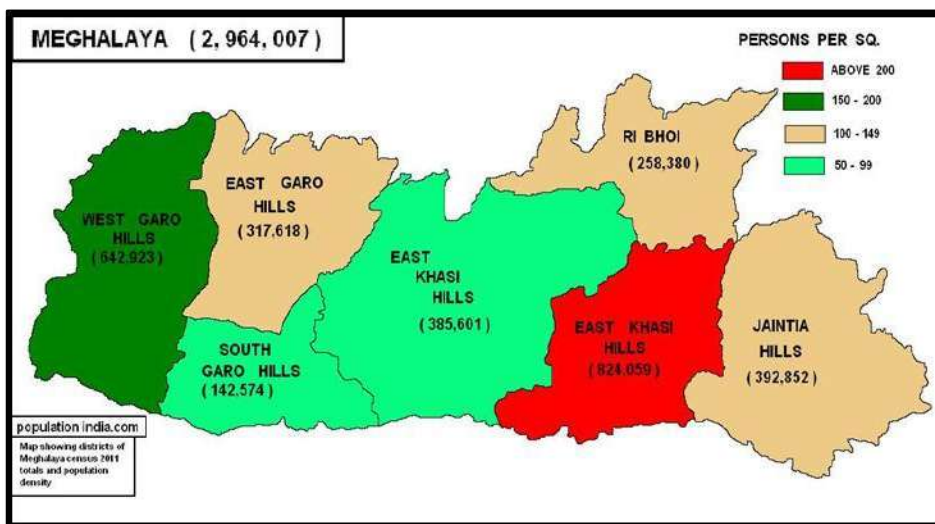 MEGHALAYA (2,964,007)
PERSONS PER SQ.
ABOVE 200
150 - 200
100 - 149
50 - 99
RI BHOI
(258,380)
EAST GARO
HILLS
(317,618)
WEST GARO
HILLS
(642,923)
EAST
KHASI
HILLS
(385,601)
EAST KHASI
HILLS
(824,059)
JAINTIA
HILLS
(392,852)
SOUTH
GARO HILLS
(142,574)
population india.com
Map showing districts of
Meghalaya census 2011
totals and population
density